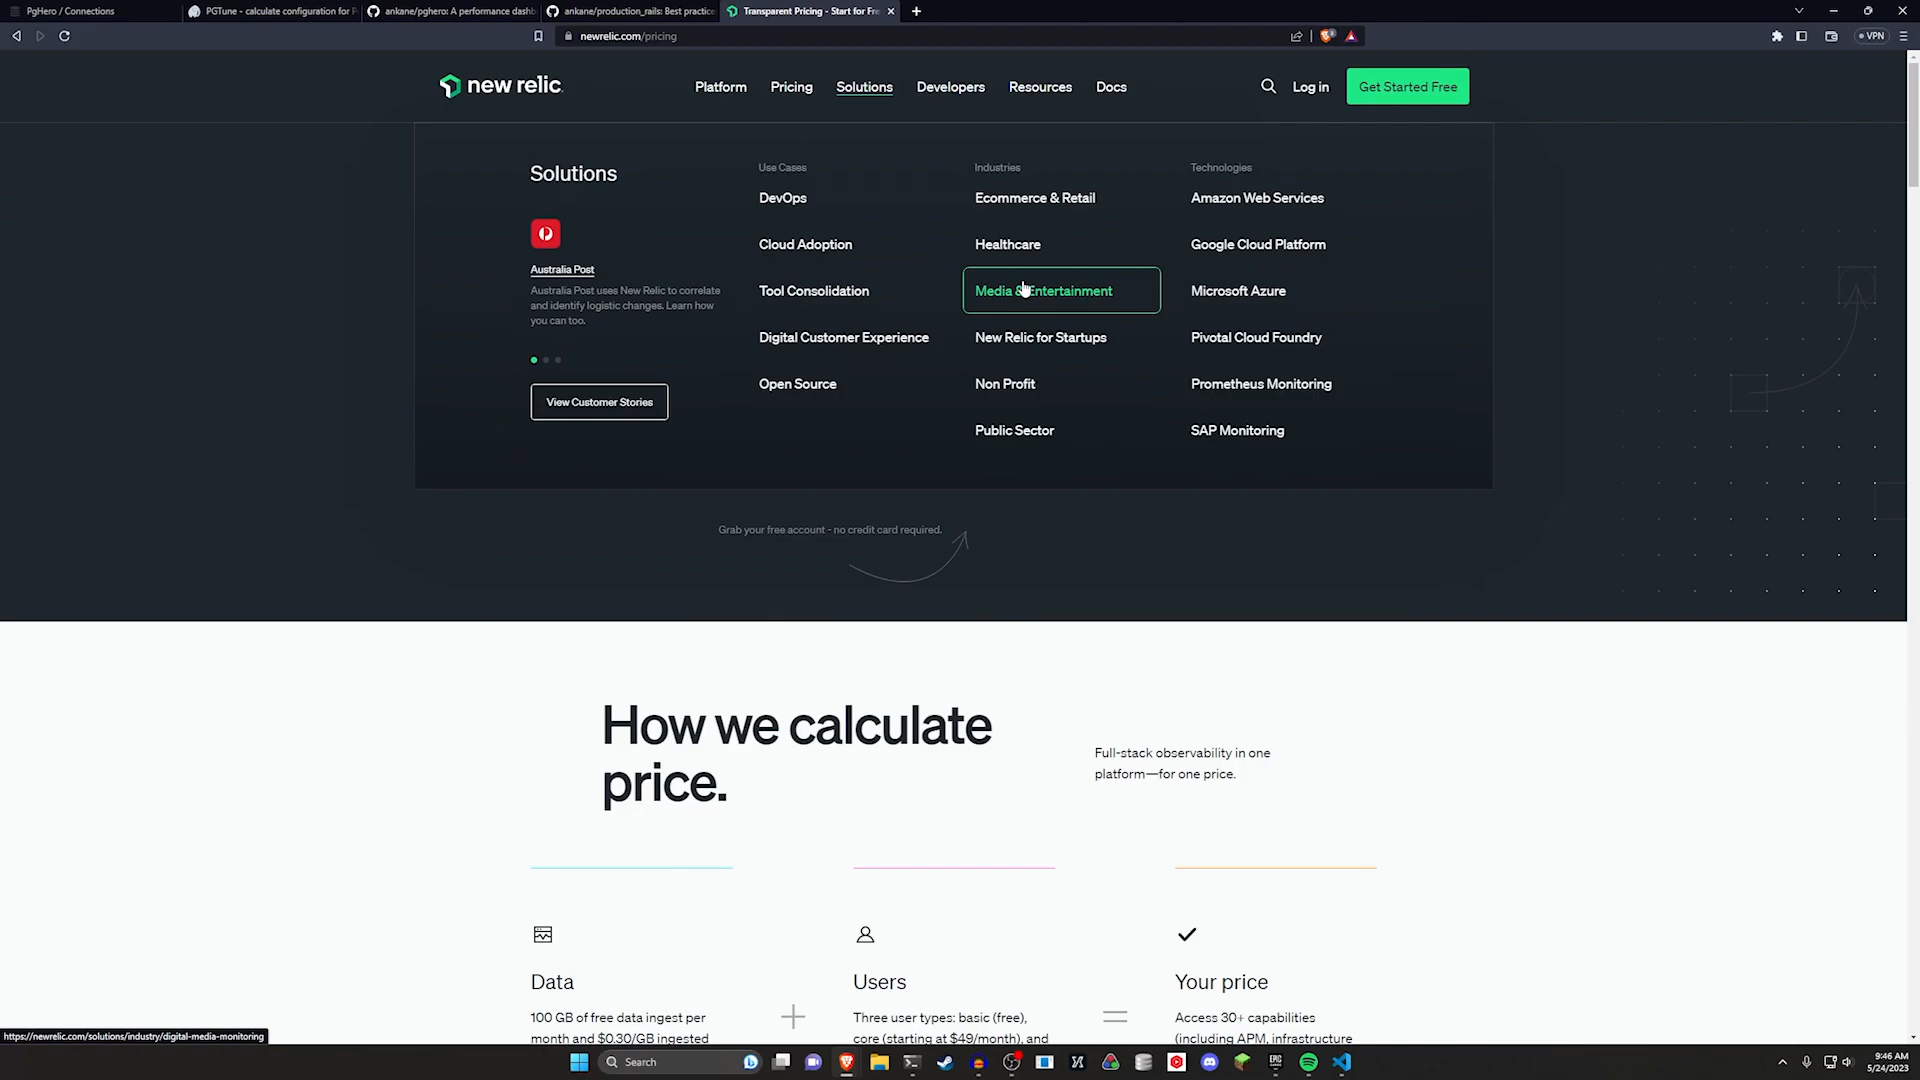 PgHero / Connections
PGTune - calculate configuration for P
ankane/pghero: A performance dashb
ankane/production_rails: Best practice
Transparent Pricing - Start for Fre
newrelic.com/pricing
VPN
new relic
Platform
Pricing
Solutions
Developers
Resources
Docs
Log in
Get Started Free
Solutions
Australia Post
Australia Post uses New Relic to correlate
and identify logistic changes. Learn how
you can too.
View Customer Stories
Use Cases
DevOps
Cloud Adoption
Tool Consolidation
Digital Customer Experience
Open Source
Industries
Ecommerce & Retail
Healthcare
Media & Entertainment
New Relic for Startups
Non Profit
Public Sector
Technologies
Amazon Web Services
Google Cloud Platform
Microsoft Azure
Pivotal Cloud Foundry
Prometheus Monitoring
SAP Monitoring
Grab your free account - no credit card required.
How we calculate
price.
Full-stack observability in one
platform—for one price.
Data
100 GB of free data ingest per
month and $0.30/GB ingested
Users
Three user types: basic (free),
core (starting at $49/month), and
Your price
Access 30+ capabilities
(including APM, infrastructure
https://newrelic.com/solutions/industry/digital-media-monitoring
Search
9:46 AM
5/24/2023